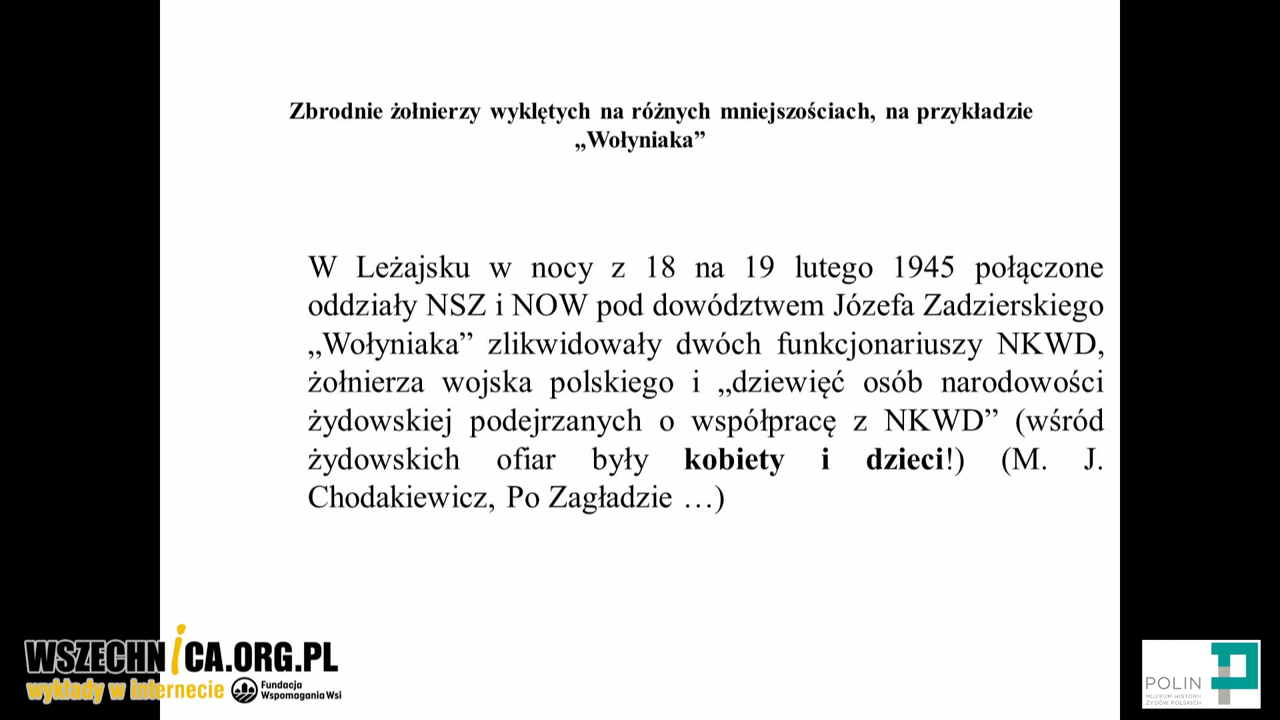 Zbrodnie żołnierzy wyklętych na różnych mniejszościach, na przykładzie
„Wołyniaka”
W Leżajsku w nocy z 18 na 19 lutego 1945 połączone
oddziały NSZ i NOW pod dowództwem Józefa Zadzierskiego
„Wołyniaka” zlikwidowały dwóch funkcjonariuszy NKWD,
żołnierza wojska polskiego i „dziewięć osób narodowości
żydowskiej podejrzanych o współpracę z NKWD” (wśród
żydowskich ofiar były kobiety i dzieci!) (M. J.
Chodakiewicz, Po Zagładzie …)
WSZECHNICA.ORG.PL
wykłady w internecie
Fundacja
Wspomagania Wsi
POLIN
MUZEUM HISTORII
ŻYDÓW POLSKICH